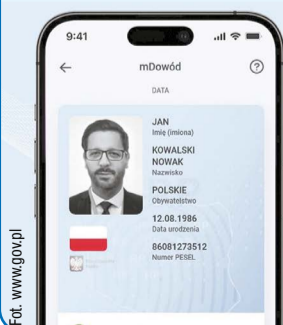 9:41
mDowód
DATA
JAN
Imię (imiona)
KOWALSKI
NOWAK
Nazwisko
POLSKIE
Obywatelstwo
12.08.1986
Data urodzenia
86081273512
Numer PESEL
Fot. www.gov.pl